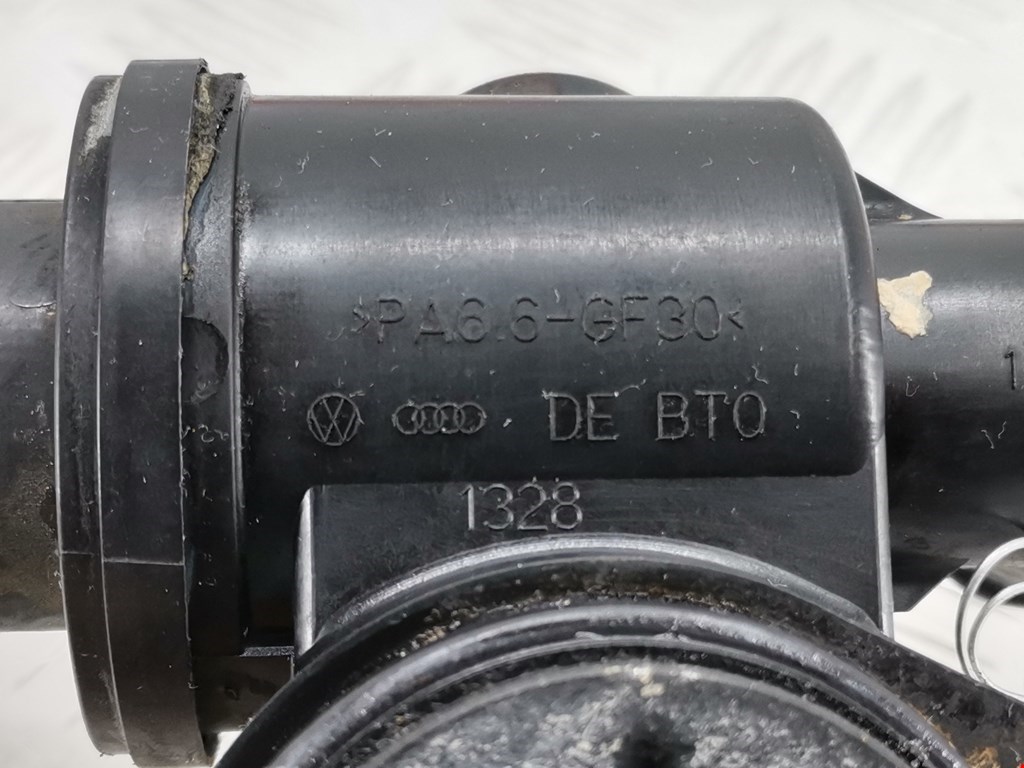 >PA6.6-GF30<
DE BTO
1328